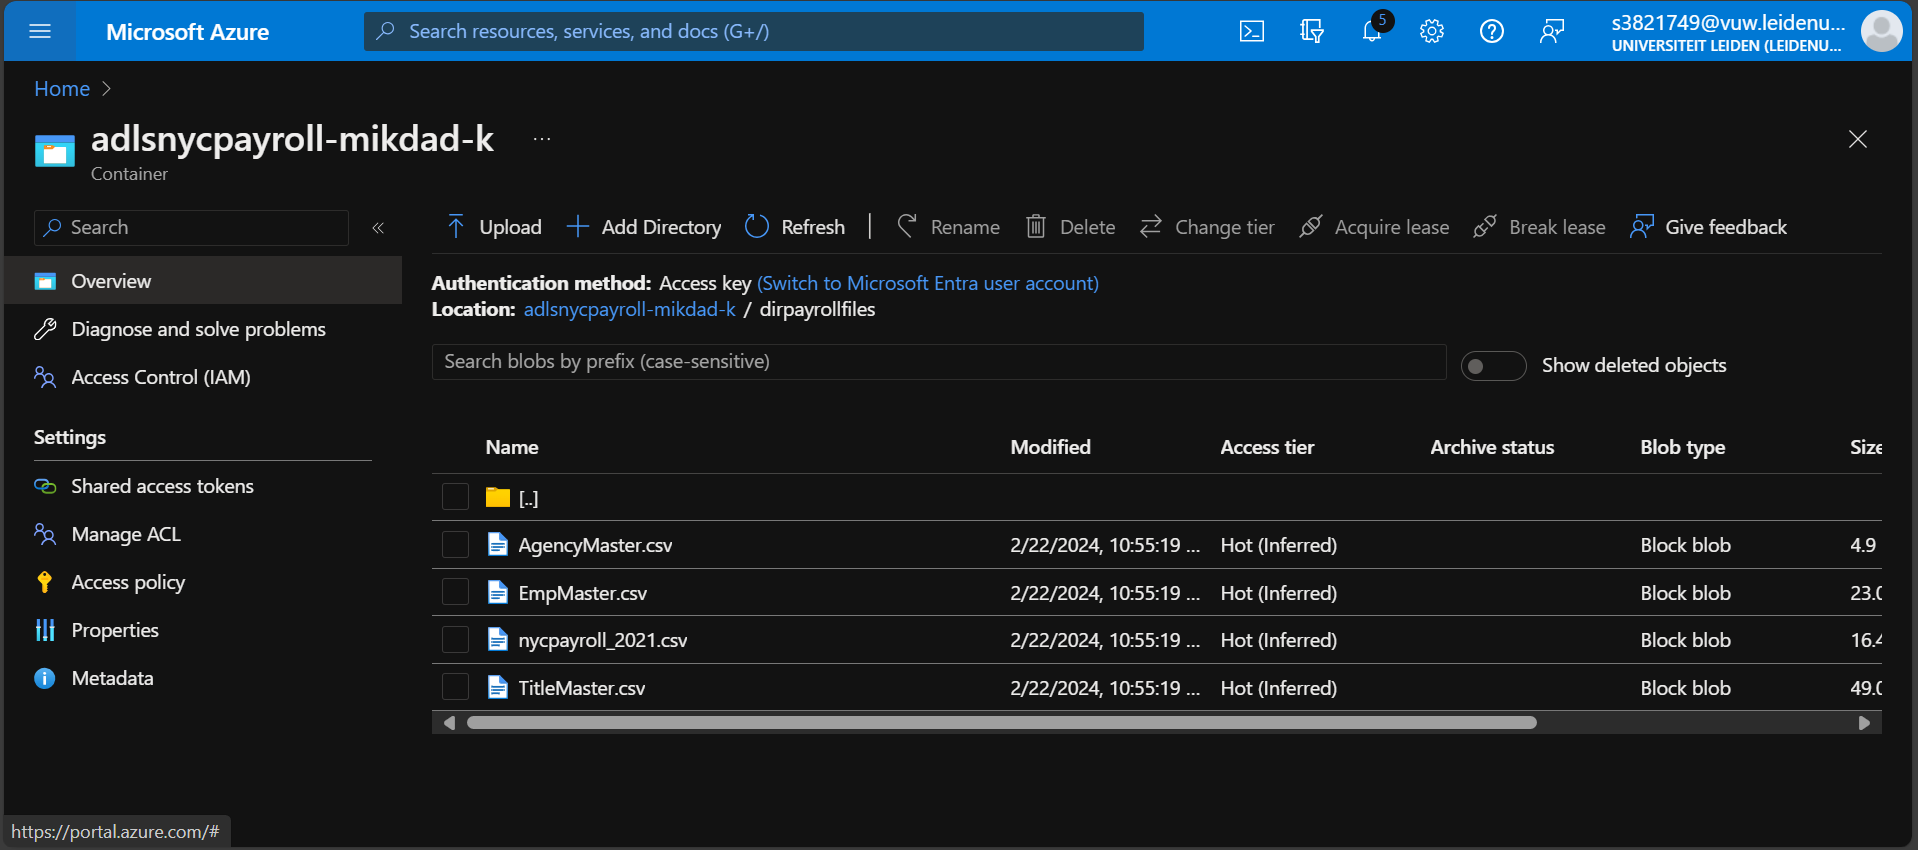 Microsoft Azure
Search resources, services, and docs (G+/)
5
s3821749@vuw.leidenu...
UNIVERSITEIT LEIDEN (LEIDENU...
Home
adlsnycpayroll-mikdad-k ...
Container
Search
Upload Add Directory Refresh Rename Delete Change tier Acquire lease Break lease Give feedback
Overview
Diagnose and solve problems
Access Control (IAM)
Settings
Shared access tokens
Manage ACL
Access policy
Properties
Metadata
Authentication method: Access key (Switch to Microsoft Entra user account)
Location: adlsnycpayroll-mikdad-k / dirpayrollfiles
Search blobs by prefix (case-sensitive)
Show deleted objects
Name Modified Access tier Archive status Blob type Size
[..]
AgencyMaster.csv 2/22/2024, 10:55:19 ... Hot (Inferred) Block blob 4.9
EmpMaster.csv 2/22/2024, 10:55:19 ... Hot (Inferred) Block blob 23.0
nycpayroll_2021.csv 2/22/2024, 10:55:19 ... Hot (Inferred) Block blob 16.4
TitleMaster.csv 2/22/2024, 10:55:19 ... Hot (Inferred) Block blob 49.0
https://portal.azure.com/#